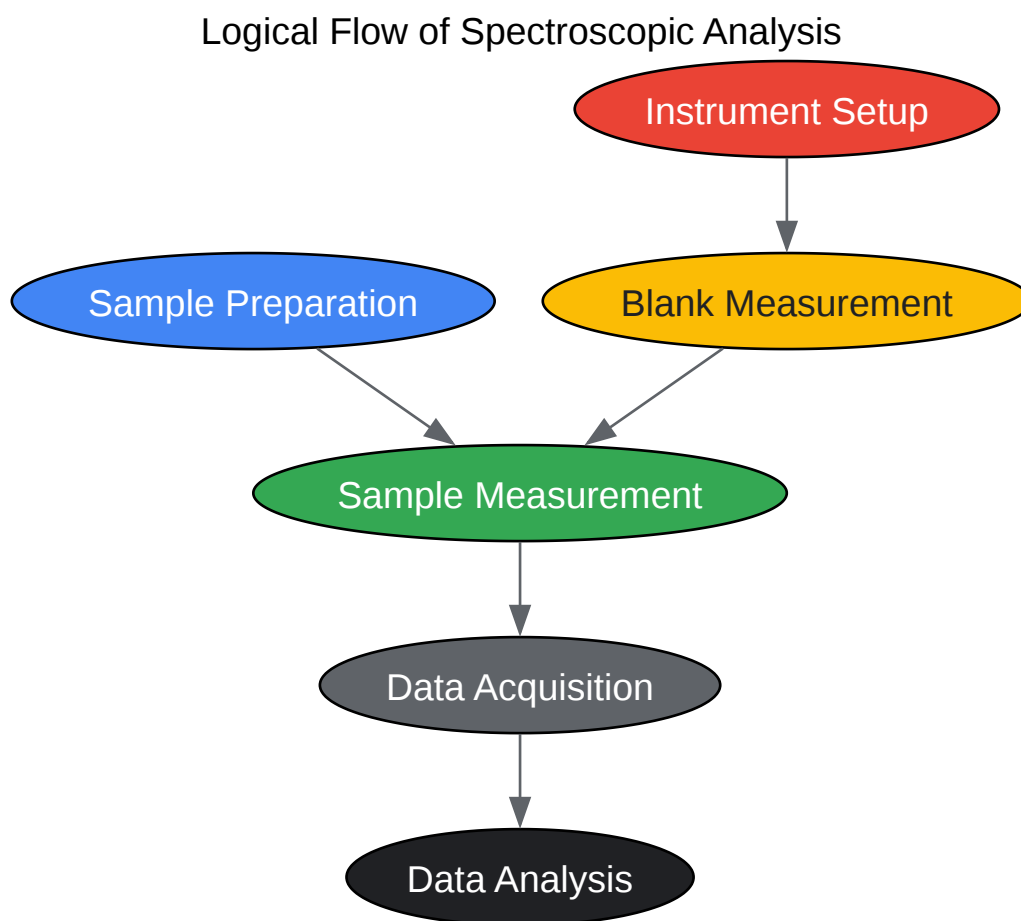 Logical Flow of Spectroscopic Analysis
Instrument Setup
Sample Preparation
Blank Measurement
Sample Measurement
Data Acquisition
Data Analysis